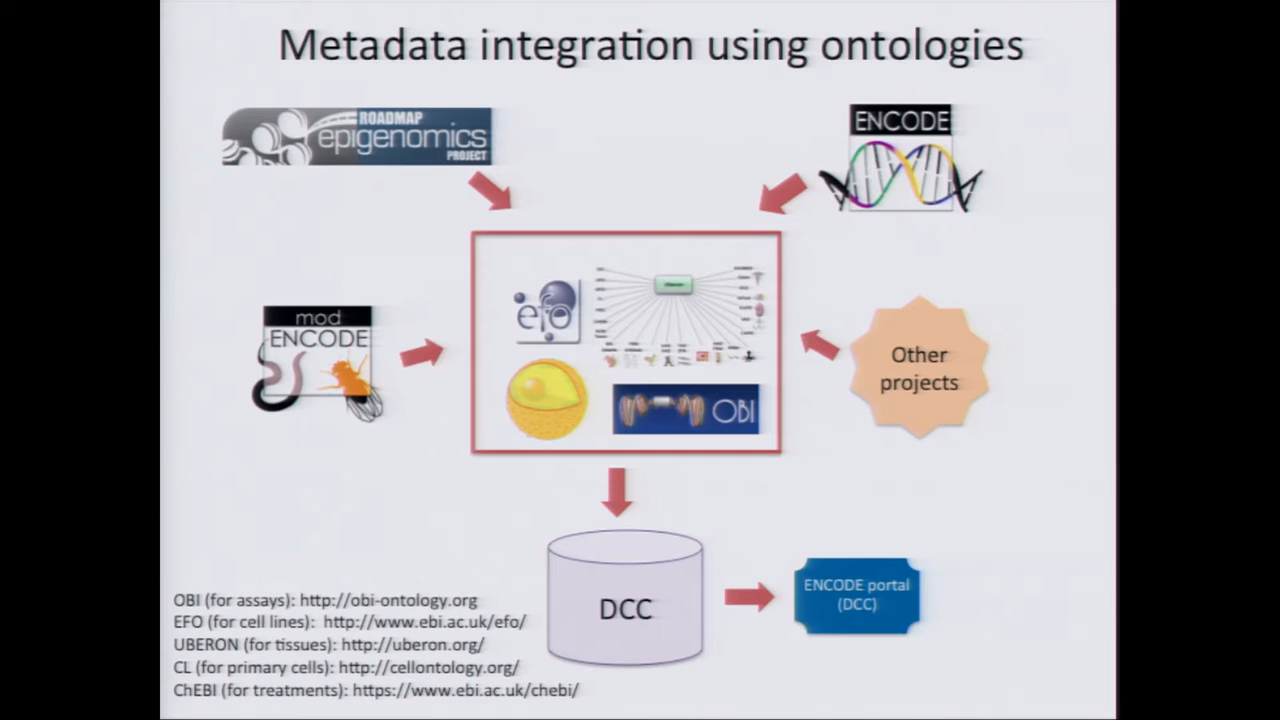 Metadata integration using ontologies
ROADMAP
epigenomics
PROJECT
ENCODE
mod
ENCODE
efo
OBI
Other
projects
DCC
ENCODE portal
(DCC)
OBI (for assays): http://obi-ontology.org
EFO (for cell lines): http://www.ebi.ac.uk/efo/
UBERON (for tissues): http://uberon.org/
CL (for primary cells): http://cellontology.org/
ChEBI (for treatments): https://www.ebi.ac.uk/chebi/